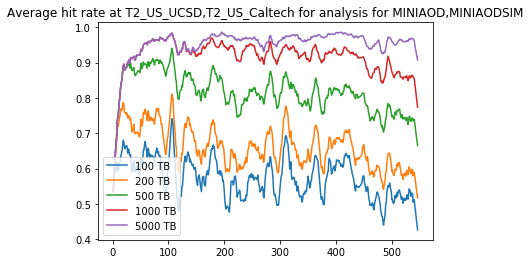 Average hit rate at T2_US_UCSD,T2_US_Caltech for analysis for MINIAOD,MINIAODSIM
1.0
0.9
0.8
0.7
0.6
0.5
0.4
100 TB
200 TB
500 TB
1000 TB
5000 TB
0 100 200 300 400 500